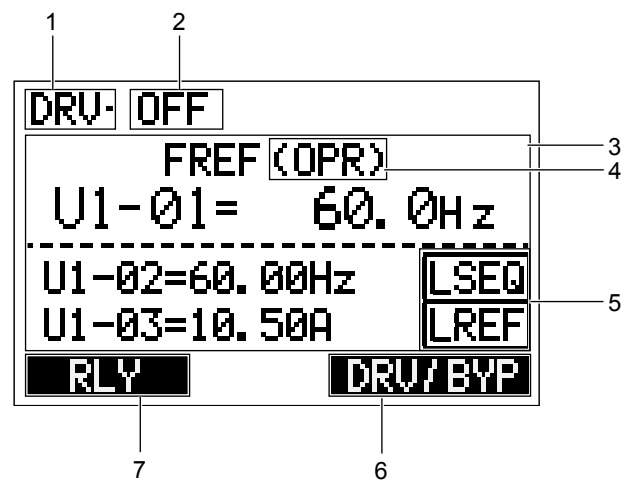 1 2
DRV· OFF
FREF (OPR)
3
4
U1-01= 60.0Hz
U1-02=60.00Hz LSEQ
5
U1-03=10.50A LREF
RLY DRV/BYP
7 6